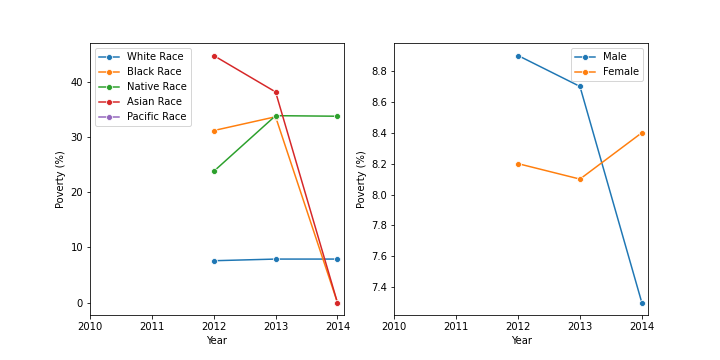 White Race
Black Race
Native Race
Asian Race
Pacific Race
40
30
20
10
0
Poverty (%)
2010 2011 2012 2013 2014
Year
Male
Female
8.8
8.6
8.4
8.2
8.0
7.8
7.6
7.4
Poverty (%)
2010 2011 2012 2013 2014
Year